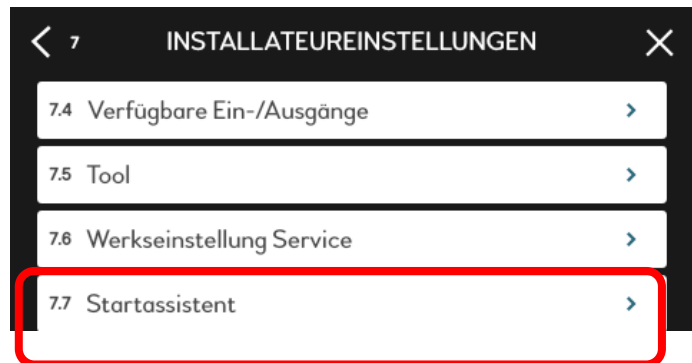 7 INSTALLATEUREINSTELLUNGEN
7.4 Verfügbare Ein-/Ausgänge
7.5 Tool
7.6 Werkseinstellung Service
7.7 Startassistent